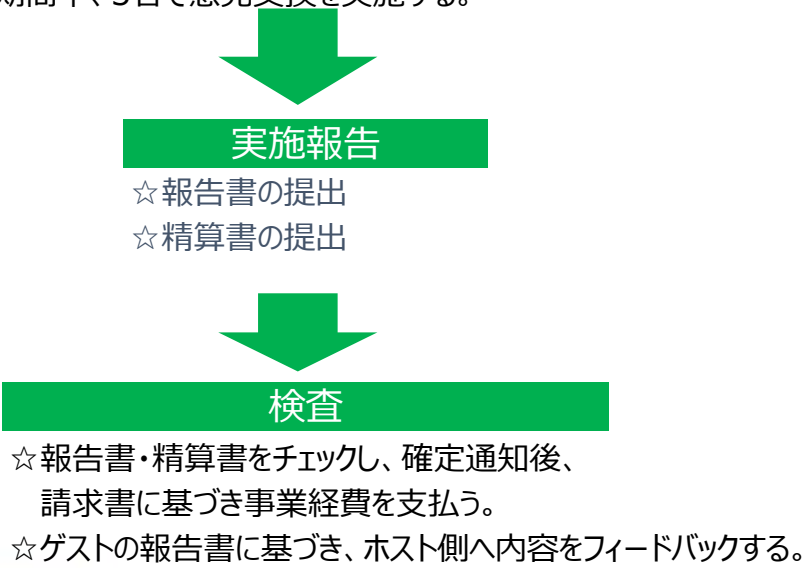 実施報告
☆報告書の提出
☆精算書の提出
検査
☆報告書・精算書をチェックし、確定通知後、
請求書に基づき事業経費を支払う。
☆ゲストの報告書に基づき、ホスト側へ内容をフィードバックする。